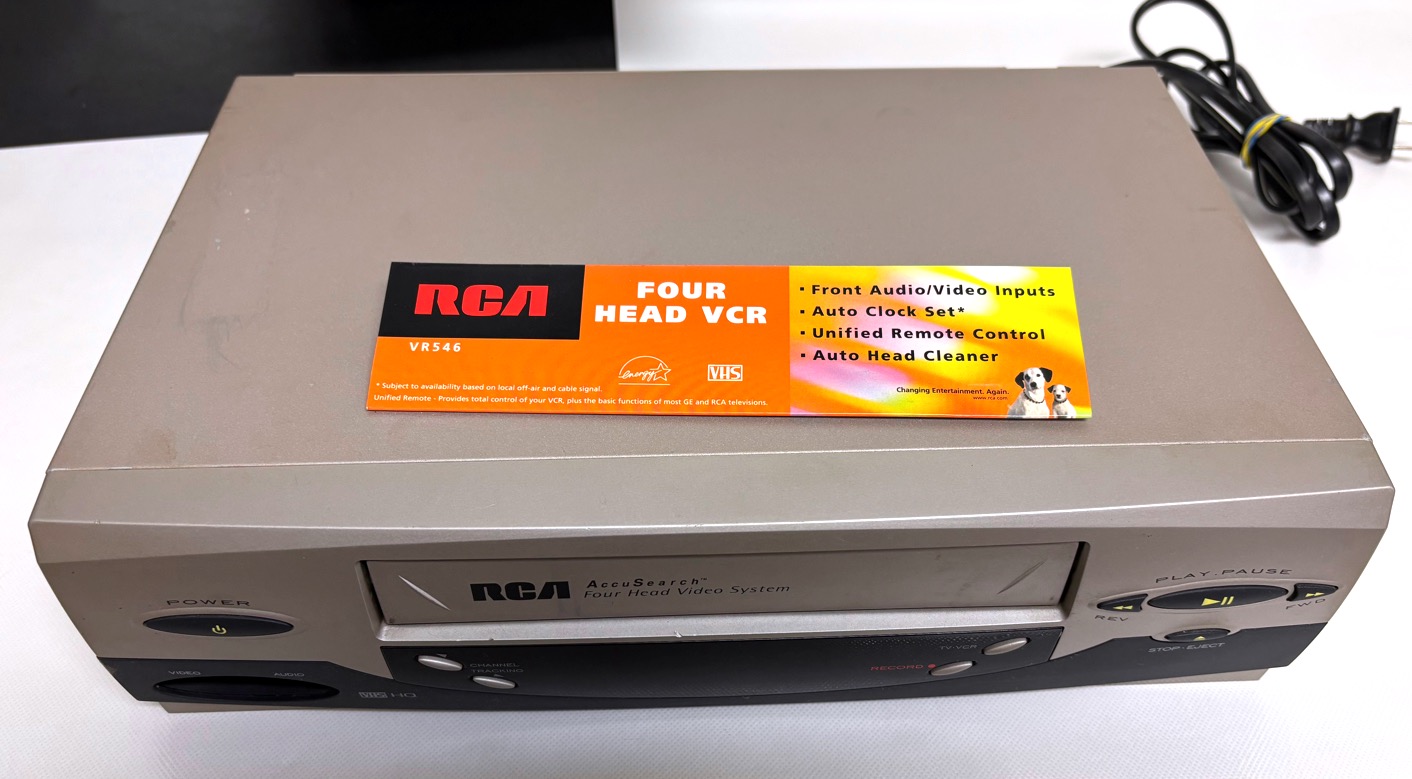 RCA
VR546
FOUR
HEAD VCR
energy
VHS
* Subject to availability based on local off-air and cable signal.
Unified Remote - Provides total control of your VCR, plus the basic functions of most GE and RCA televisions.
▪ Front Audio/Video Inputs
▪ Auto Clock Set*
▪ Unified Remote Control
▪ Auto Head Cleaner
Changing Entertainment. Again.
www.rca.com
RCA AccuSearch™
Four Head Video System
POWER
PLAY·PAUSE
REV
FWD
STOP·EJECT
VIDEO
AUDIO
VHS HQ
CHANNEL
TRACKING
TV·VCR
RECORD